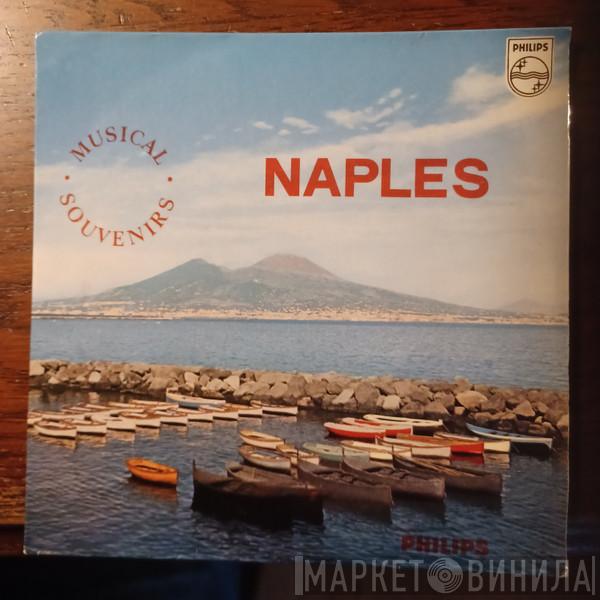 PHILIPS
• MUSICAL •
SOUVENIRS
NAPLES
PHILIPS
МАРКЕТ ВИНИЛА